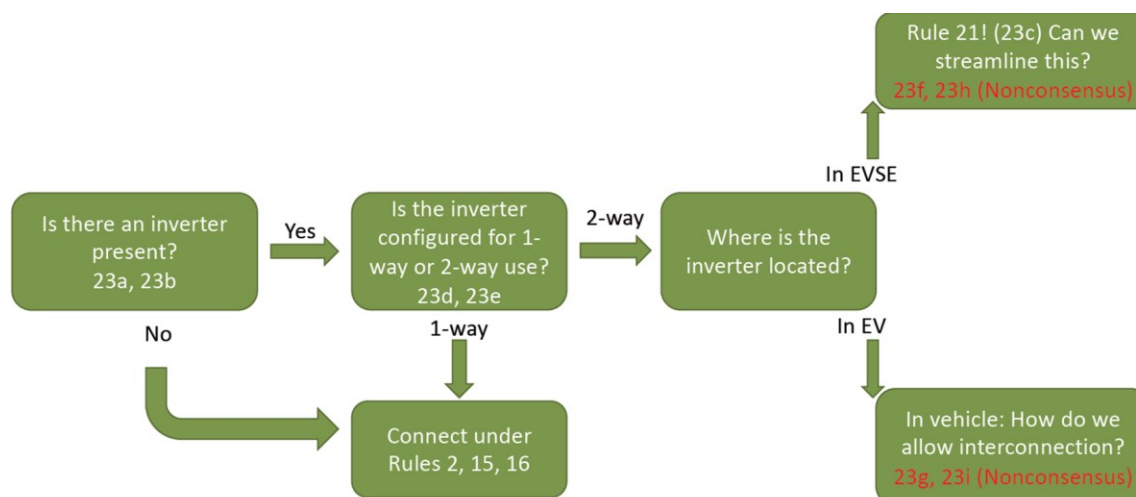 Rule 21! (23c) Can we
streamline this?
23f, 23h (Nonconsensus)
In EVSE
Is there an inverter
present?
23a, 23b
Yes
Is the inverter
configured for 1-
way or 2-way use?
23d, 23e
2-way
Where is the
inverter located?
No
1-way
In EV
Connect under
Rules 2, 15, 16
In vehicle: How do we
allow interconnection?
23g, 23i (Nonconsensus)